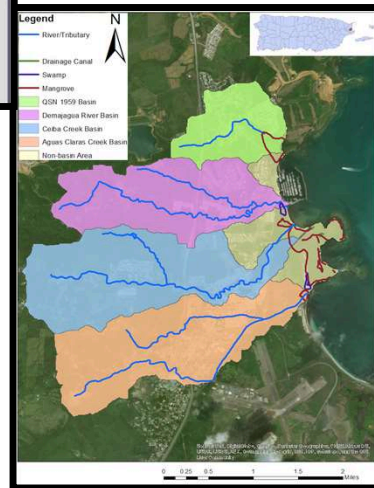 Legend
N
River/Tributary
Drainage Canal
Swamp
Mangrove
QSN 1959 Basin
Demajagua River Basin
Ceiba Creek Basin
Aguas Claras Creek Basin
Non-basin Area
0 0.25 0.5 1 1.5 2
Miles